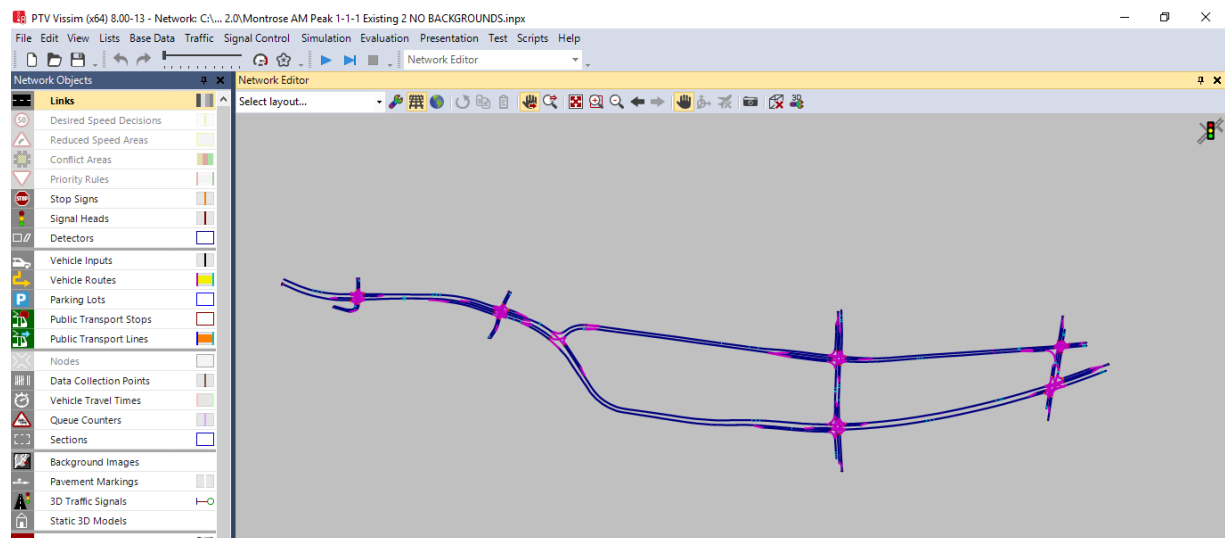 PTV Vissim (x64) 8.00-13 - Network: C:\... 2.0\Montrose AM Peak 1-1-1 Existing 2 NO BACKGROUNDS.inpx
File Edit View Lists Base Data Traffic Signal Control Simulation Evaluation Presentation Test Scripts Help
Network Editor
Network Objects
Network Editor
Select layout...
3D
Links
50 Desired Speed Decisions
Reduced Speed Areas
Conflict Areas
Priority Rules
STOP Stop Signs
Signal Heads
Detectors
Vehicle Inputs
Vehicle Routes
P Parking Lots
Public Transport Stops
Public Transport Lines
Nodes
Data Collection Points
Vehicle Travel Times
Queue Counters
Sections
Background Images
Pavement Markings
3D Traffic Signals
Static 3D Models